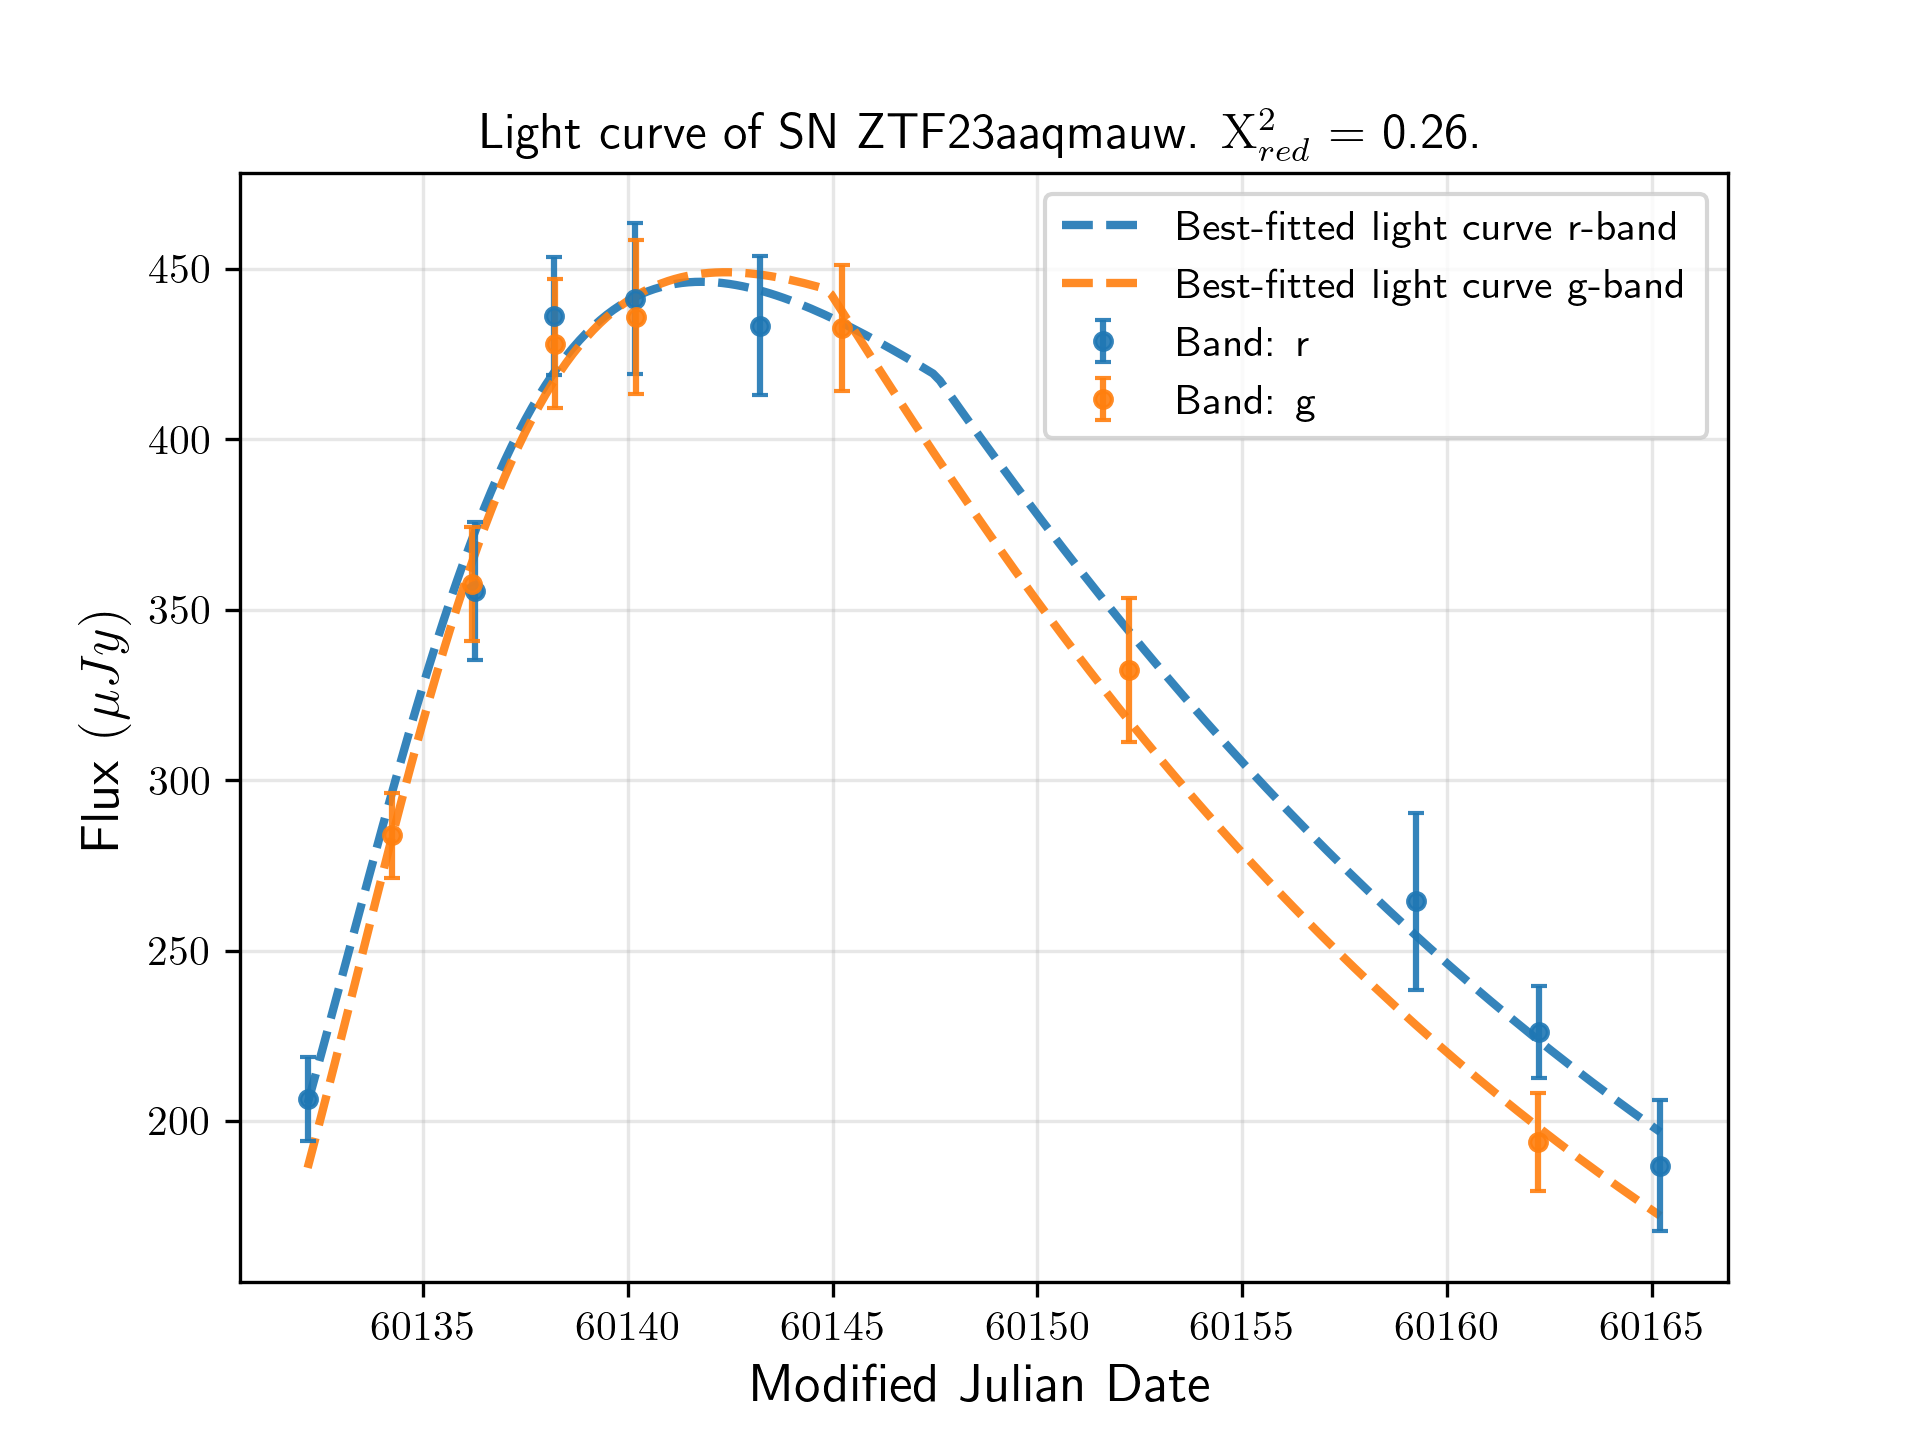 Light curve of SN ZTF23aaqmauw. X²_red = 0.26.
Best-fitted light curve r-band
Best-fitted light curve g-band
Band: r
Band: g
Flux (μJy)
450
400
350
300
250
200
60135 60140 60145 60150 60155 60160 60165
Modified Julian Date